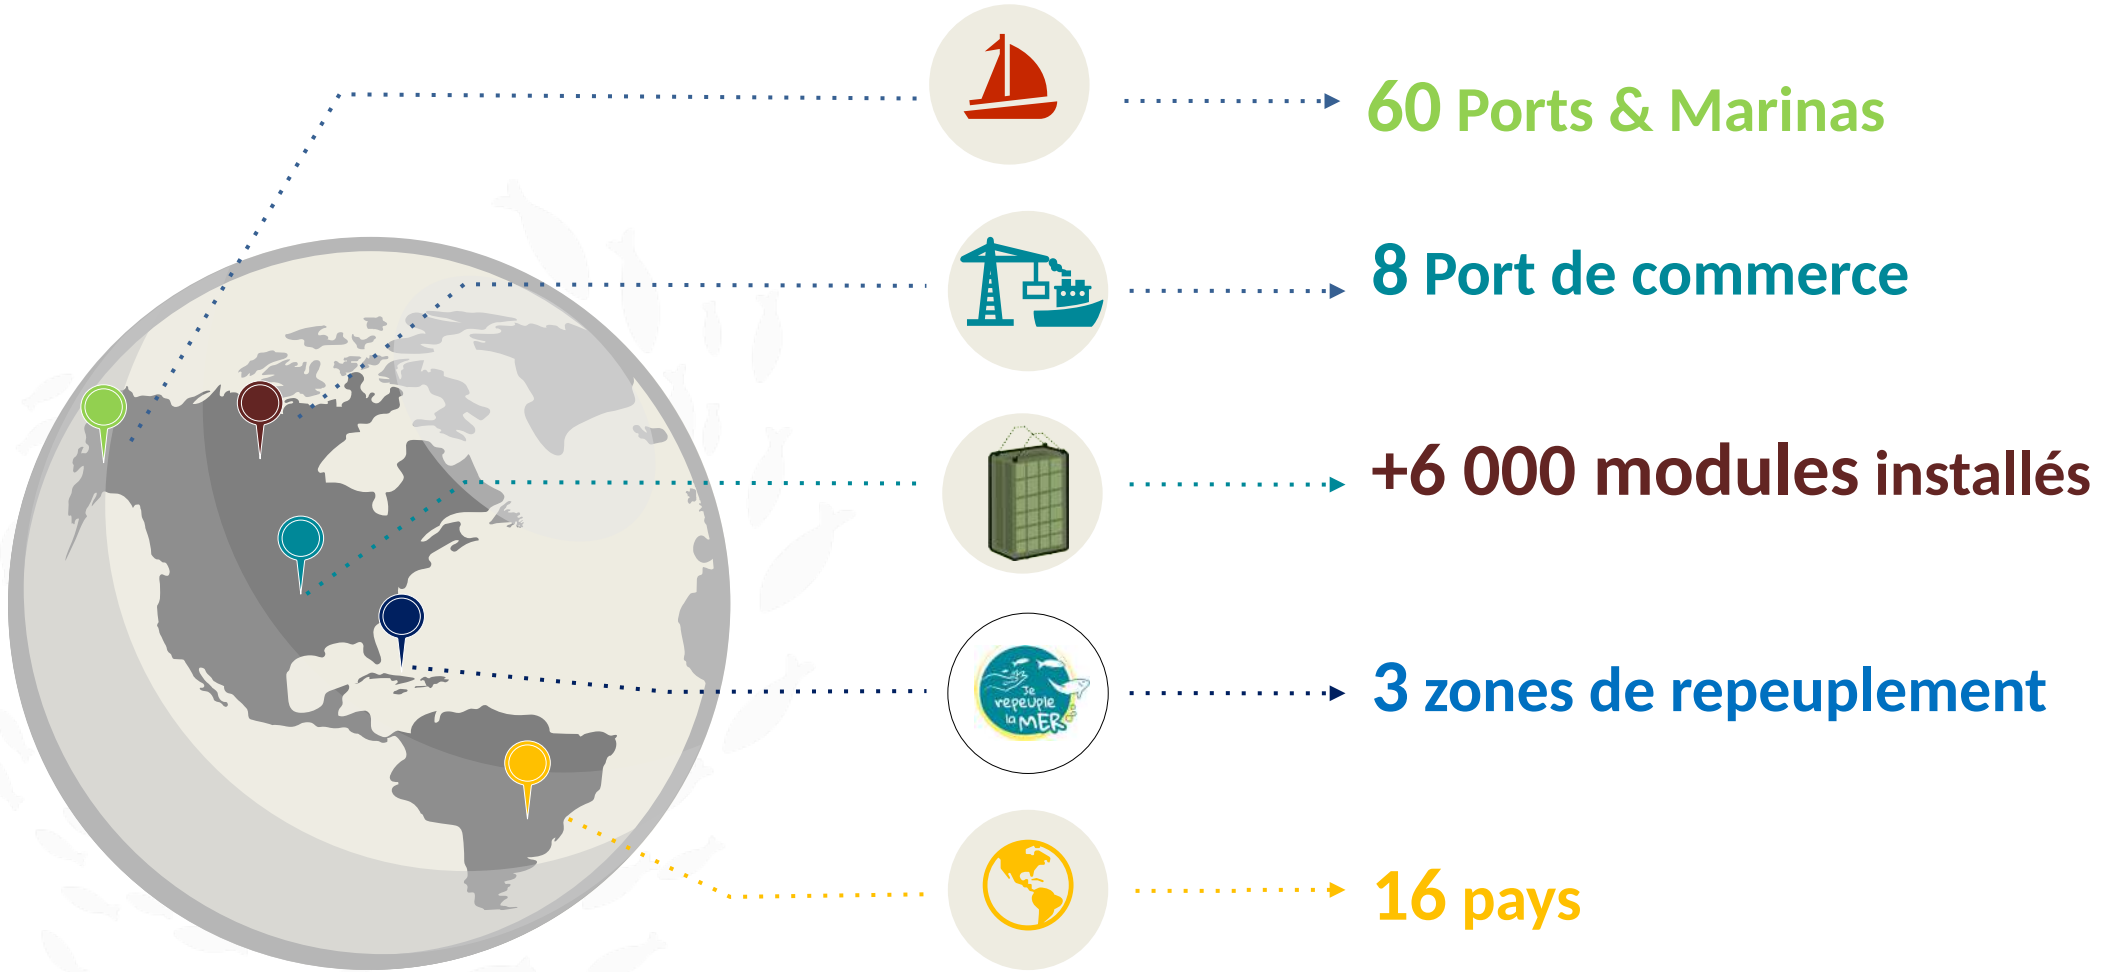 60 Ports & Marinas
8 Port de commerce
+6 000 modules installés
Je
repeuple
la MER
3 zones de repeuplement
16 pays